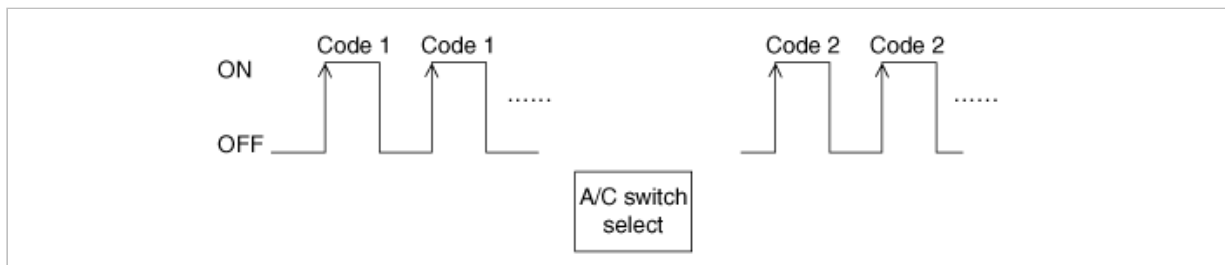 Code 1 Code 1 Code 2 Code 2
ON
......
......
OFF
A/C switch
select